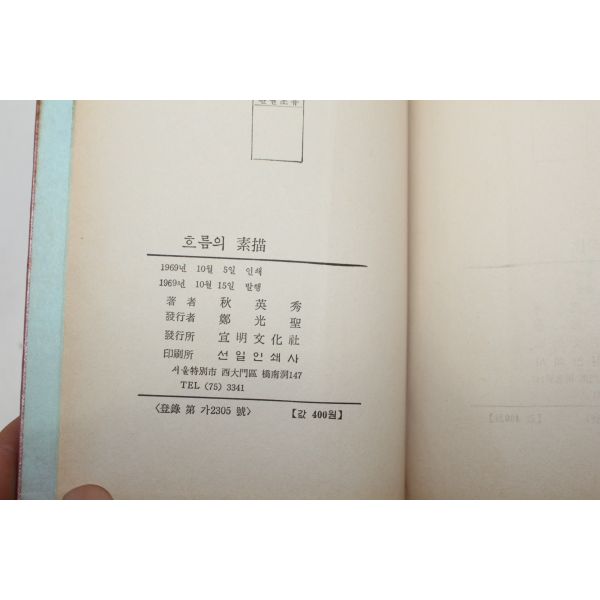 판권소유
흐름의 素描
1969년 10월 5일 인쇄
1969년 10월 15일 발행
著者 秋英秀
發行者 鄭光聖
發行所 宣明文化社
印刷所 선일인쇄사
서울特別市 西大門區 橋南洞147
TEL (75) 3341
<登錄 第 가2305 號> 【값 400원】